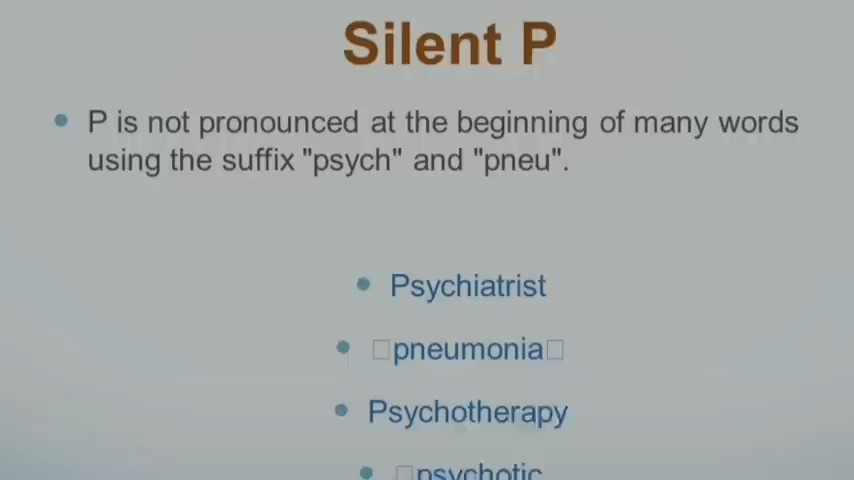 Silent P
P is not pronounced at the beginning of many words
using the suffix "psych" and "pneu".
Psychiatrist
pneumonia
Psychotherapy
psychotic